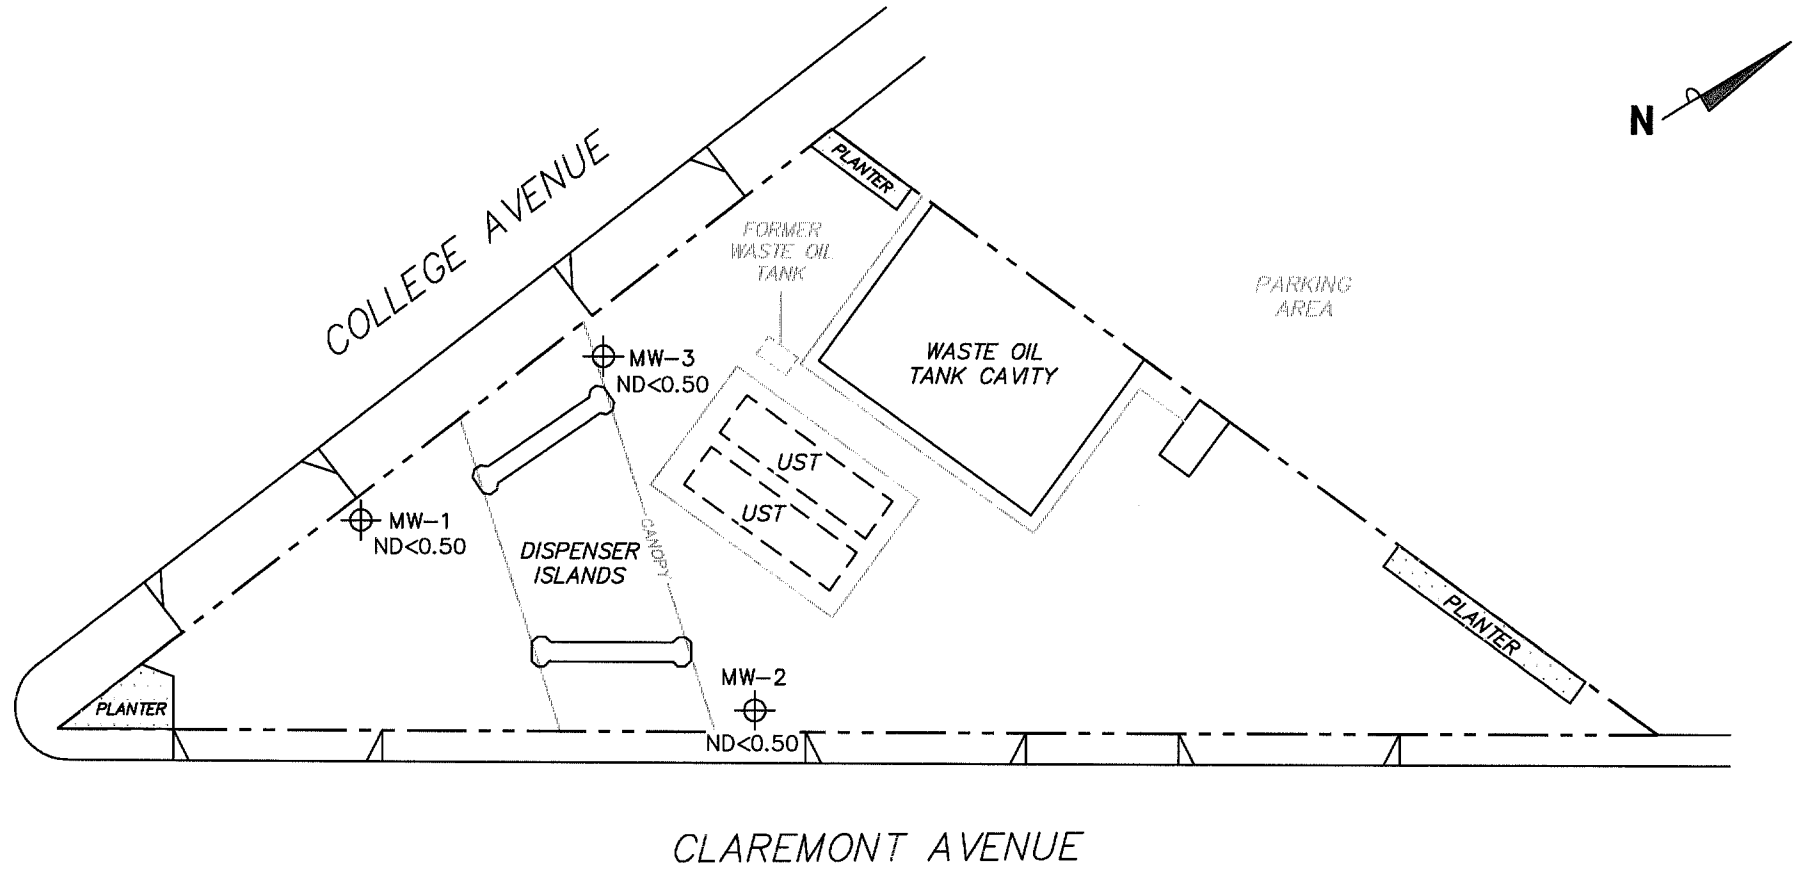 N
PLANTER
COLLEGE AVENUE
FORMER
WASTE OIL
TANK
PARKING
AREA
WASTE OIL
TANK CAVITY
MW-3
ND<0.50
UST
UST
MW-1
ND<0.50
CANOPY
DISPENSER
ISLANDS
PLANTER
MW-2
PLANTER
ND<0.50
CLAREMONT AVENUE